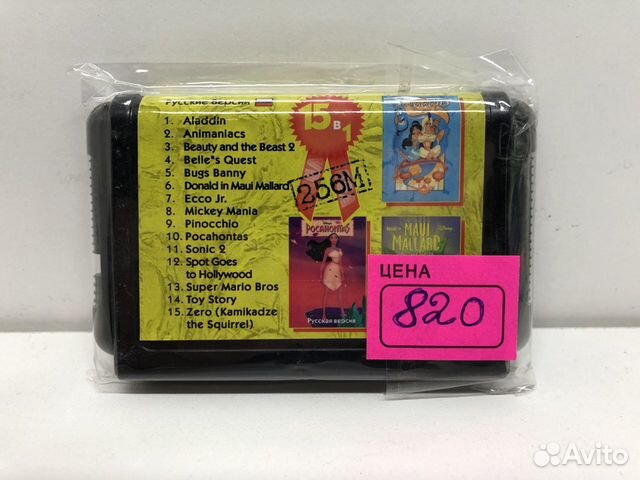 Русские версии
15
в 1
1. Aladdin
2. Animaniacs
3. Beauty and the Beast 2
4. Belle"s Quest
5. Bugs Banny
6. Donald in Maui Mallard
7. Ecco Jr.
8. Mickey Mania
9. Pinocchio
10. Pocahontas
11. Sonic 2
12. Spot Goes
to Hollywood
13. Super Mario Bros
14. Toy Story
15. Zero (Kamikadze
the Squirrel)
256M
POCAHONTAS
Русская версия
MAUI
MALLARD
ЦЕНА
820
Avito